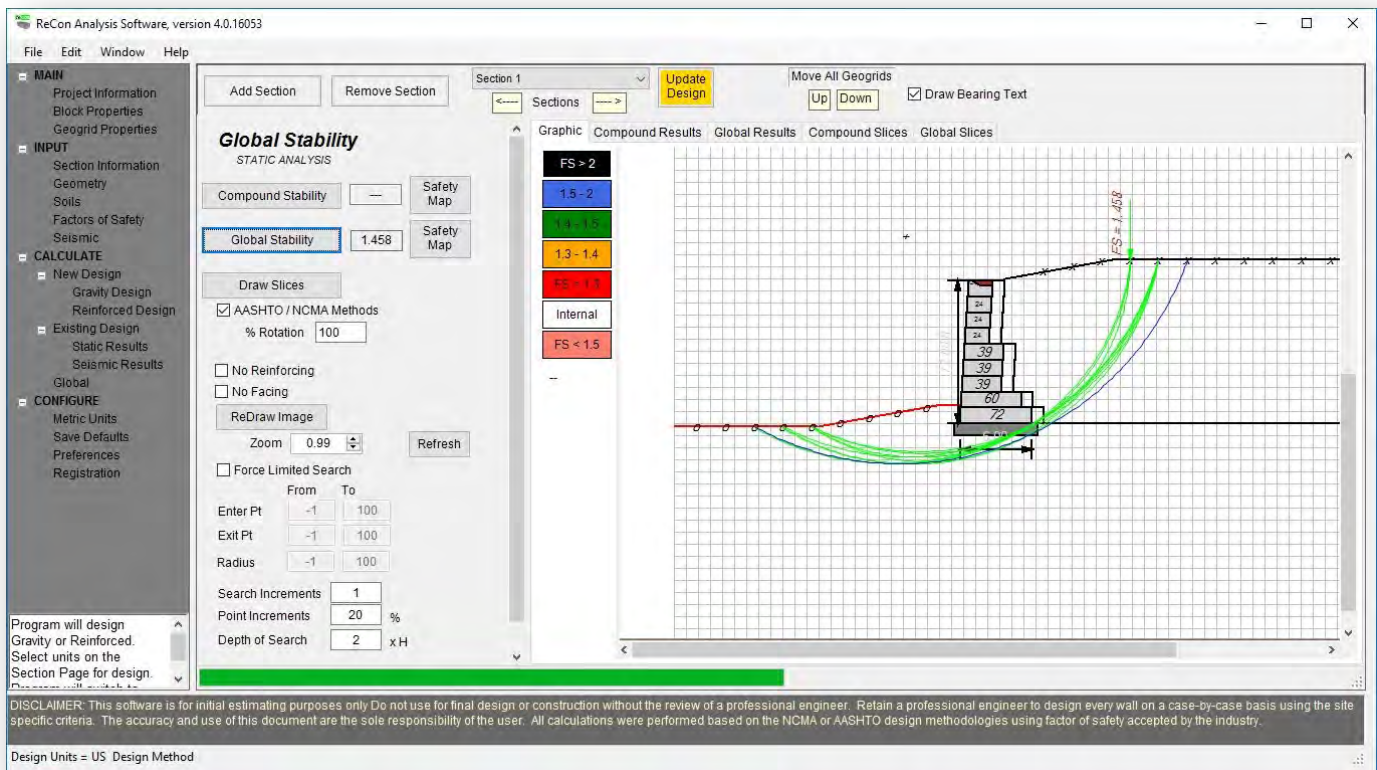 ReCon Analysis Software, version 4.0.16053
File Edit Window Help
MAIN
Project Information
Block Properties
Geogrid Properties
INPUT
Section Information
Geometry
Soils
Factors of Safety
Seismic
CALCULATE
New Design
Gravity Design
Reinforced Design
Existing Design
Static Results
Seismic Results
Global
CONFIGURE
Metric Units
Save Defaults
Preferences
Registration
Program will design
Gravity or Reinforced.
Select units on the
Section Page for design.
Add Section
Remove Section
Section 1
<---- Sections ---->
Update
Design
Move All Geogrids
Up Down
Draw Bearing Text
Global Stability
STATIC ANALYSIS
Compound Stability --- Safety
Map
Global Stability 1.458 Safety
Map
Draw Slices
AASHTO / NCMA Methods
% Rotation 100
No Reinforcing
No Facing
ReDraw Image
Zoom 0.99 Refresh
Force Limited Search
From To
Enter Pt -1 100
Exit Pt -1 100
Radius -1 100
Search Increments 1
Point Increments 20 %
Depth of Search 2 x H
Graphic Compound Results Global Results Compound Slices Global Slices
FS > 2
1.5 - 2
1.4 - 1.5
1.3 - 1.4
FS < 1.3
Internal
FS < 1.5
--
FS = 1.458
24
24
24
39
39
39
60
72
DISCLAIMER: This software is for initial estimating purposes only Do not use for final design or construction without the review of a professional engineer. Retain a professional engineer to design every wall on a case-by-case basis using the site
specific criteria. The accuracy and use of this document are the sole responsibility of the user. All calculations were performed based on the NCMA or AASHTO design methodologies using factor of safety accepted by the industry.
Design Units = US Design Method